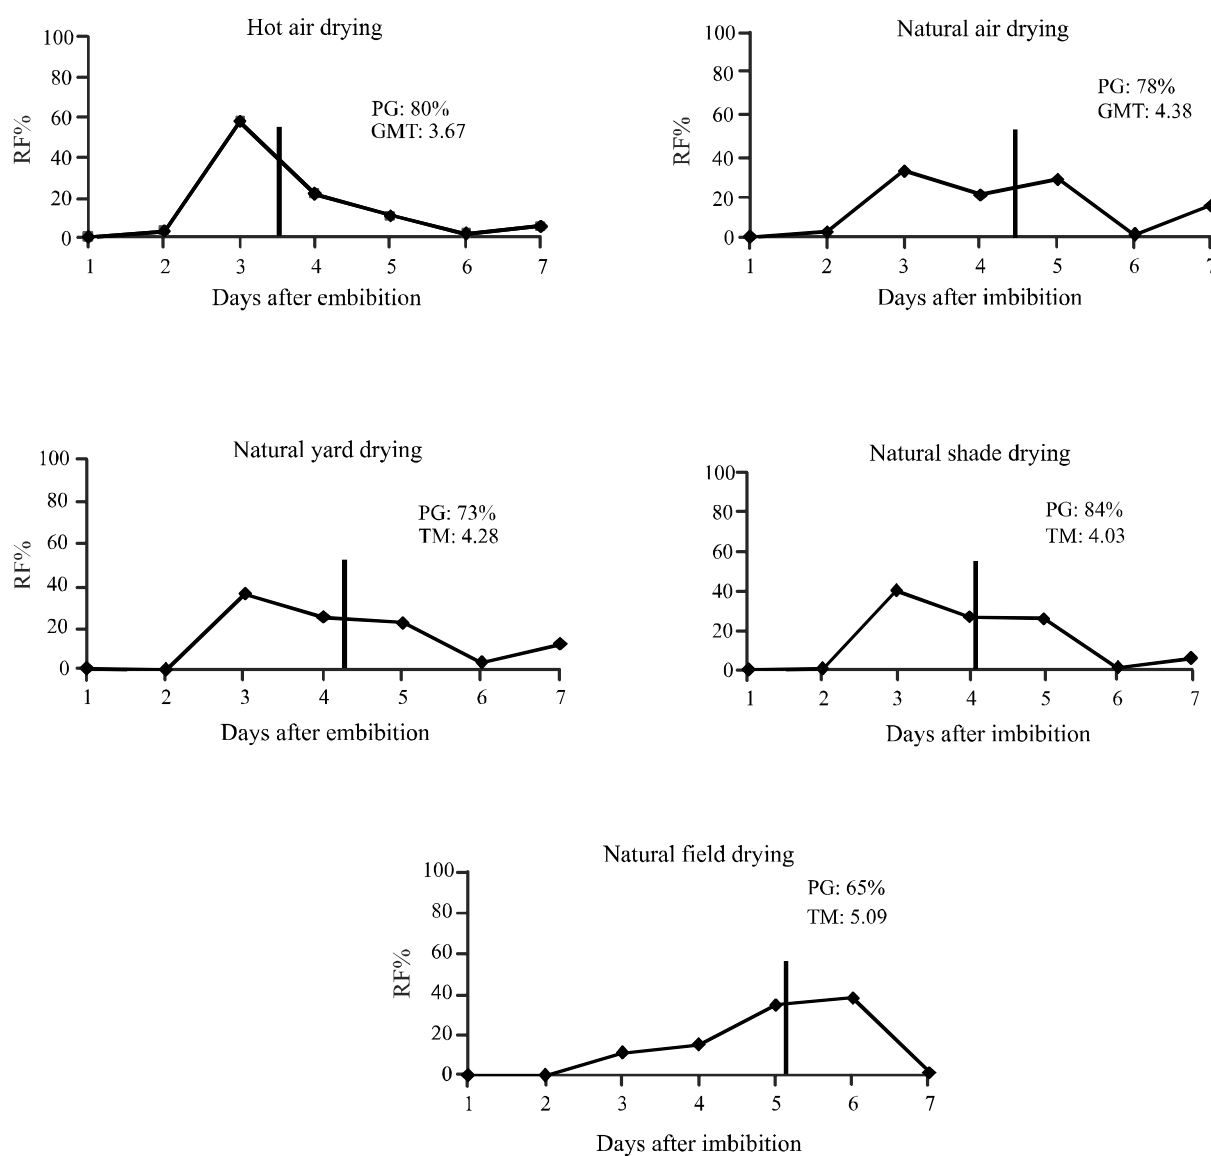 Hot air drying
100
80
60
40
20
0
RF%
PG: 80%
GMT: 3.67
1 2 3 4 5 6 7
Days after embibition
Natural air drying
100
80
60
40
20
0
RF%
PG: 78%
GMT: 4.38
1 2 3 4 5 6 7
Days after imbibition
Natural yard drying
100
80
60
40
20
0
RF%
PG: 73%
TM: 4.28
1 2 3 4 5 6 7
Days after embibition
Natural shade drying
100
80
60
40
20
0
PG: 84%
TM: 4.03
1 2 3 4 5 6 7
Days after imbibition
Natural field drying
100
80
60
40
20
0
RF%
PG: 65%
TM: 5.09
1 2 3 4 5 6 7
Days after imbibition